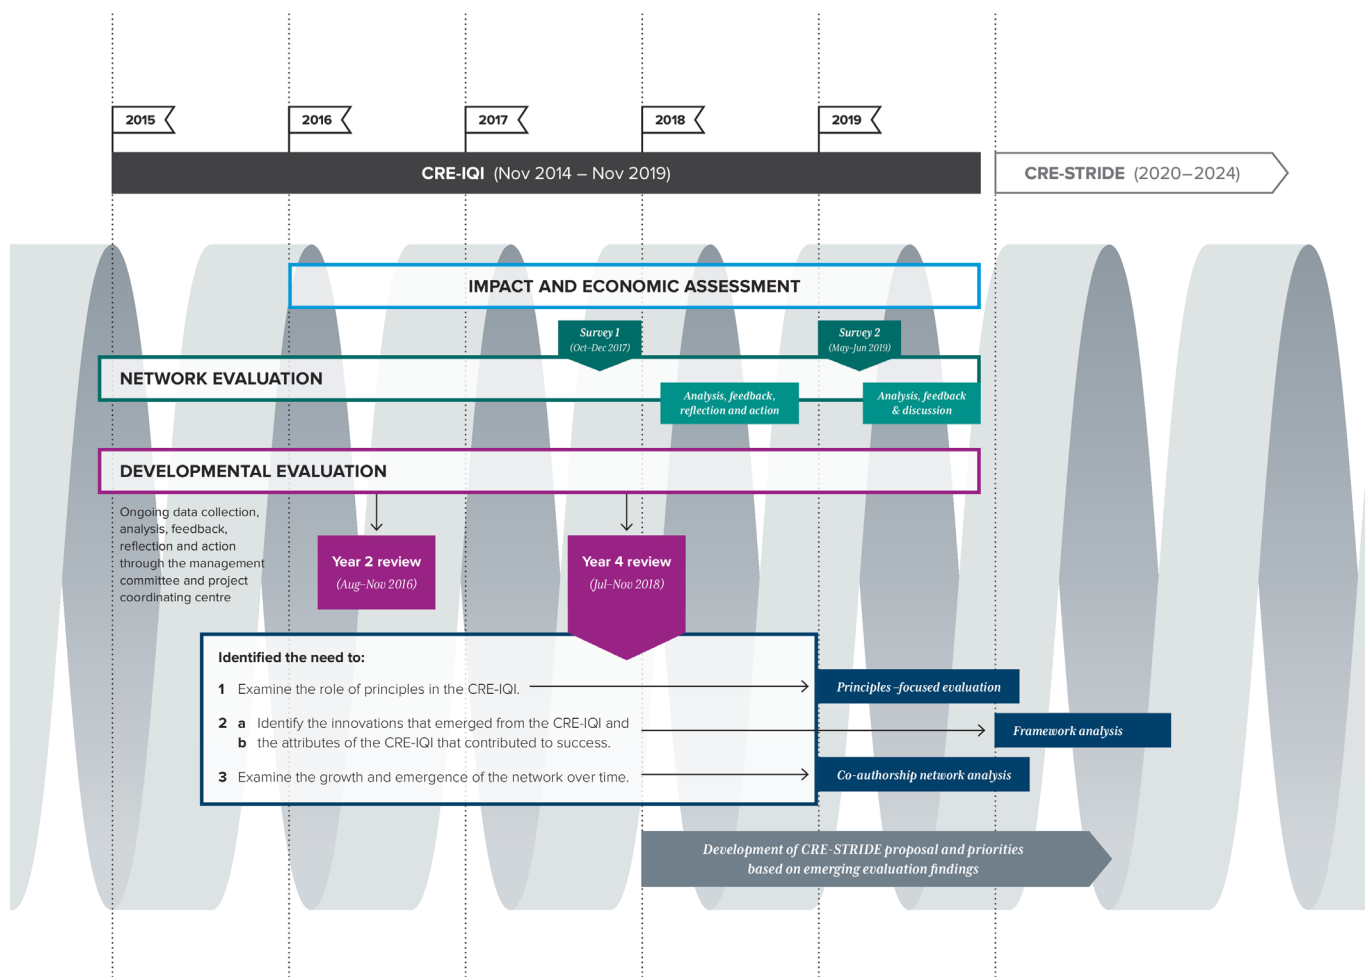 2015
2016
2017
2018
2019
CRE-IQI (Nov 2014 – Nov 2019)
CRE-STRIDE (2020–2024)
IMPACT AND ECONOMIC ASSESSMENT
Survey 1
(Oct–Dec 2017)
Survey 2
(May–Jun 2019)
NETWORK EVALUATION
Analysis, feedback,
reflection and action
Analysis, feedback
& discussion
DEVELOPMENTAL EVALUATION
Ongoing data collection,
analysis, feedback,
reflection and action
through the management
committee and project
coordinating centre
Year 2 review
(Aug–Nov 2016)
Year 4 review
(Jul–Nov 2018)
Identified the need to:
1 Examine the role of principles in the CRE-IQI.
2 a Identify the innovations that emerged from the CRE-IQI and
b the attributes of the CRE-IQI that contributed to success.
3 Examine the growth and emergence of the network over time.
Principles –focused evaluation
Framework analysis
Co-authorship network analysis
Development of CRE-STRIDE proposal and priorities
based on emerging evaluation findings